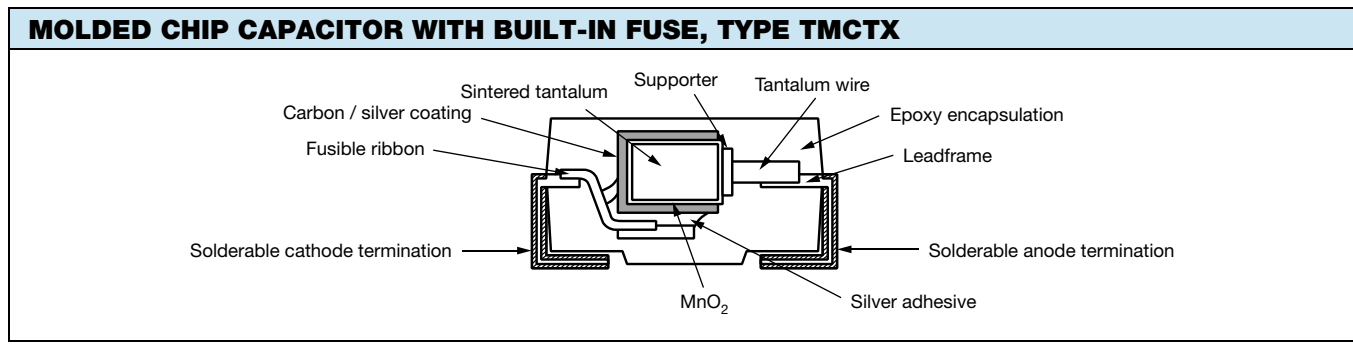 MOLDED CHIP CAPACITOR WITH BUILT-IN FUSE, TYPE TMCTX
Supporter
Tantalum wire
Sintered tantalum
Carbon / silver coating
Epoxy encapsulation
Fusible ribbon
Leadframe
Solderable cathode termination
Solderable anode termination
MnO₂
Silver adhesive